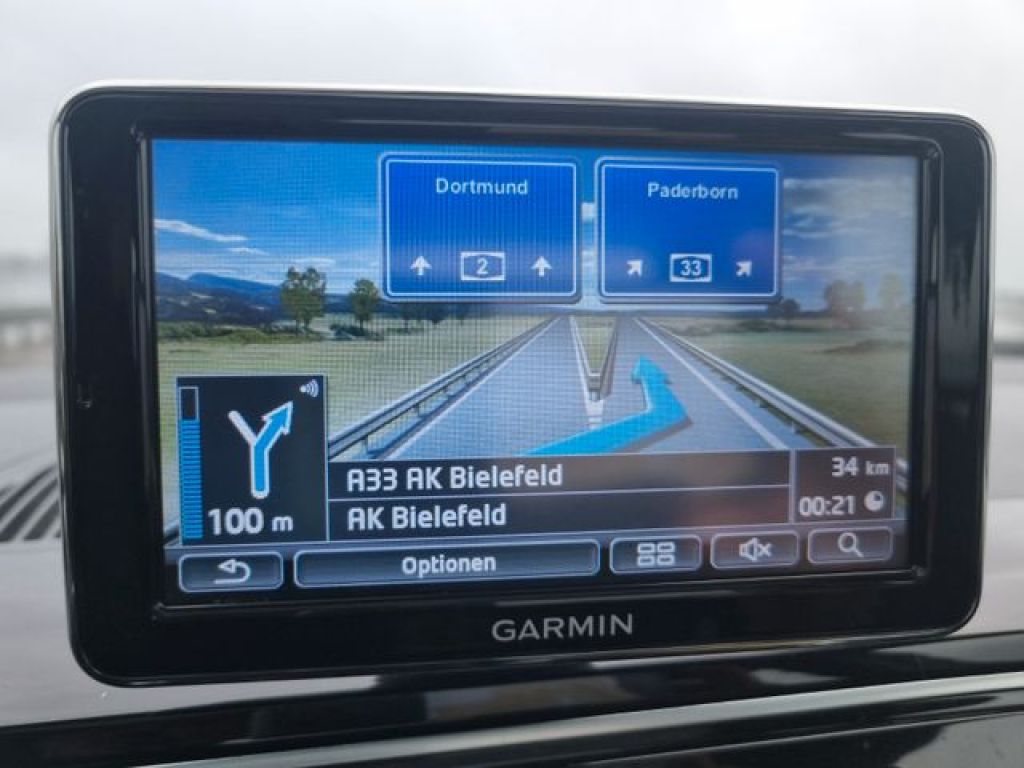 Dortmund
2
Paderborn
33
100 m
A33 AK Bielefeld
AK Bielefeld
34 km
00:21
Optionen
GARMIN